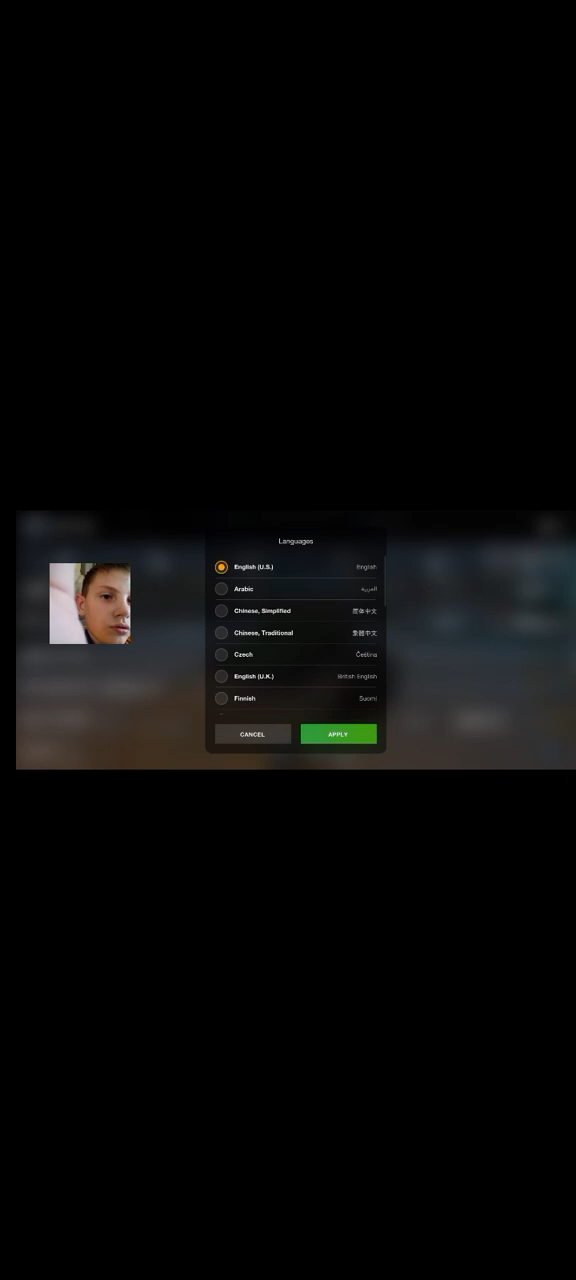 Languages
English (U.S.) English
Arabic العربية
Chinese, Simplified 简体中文
Chinese, Traditional 繁體中文
Czech Čeština
English (U.K.) British English
Finnish Suomi
CANCEL APPLY